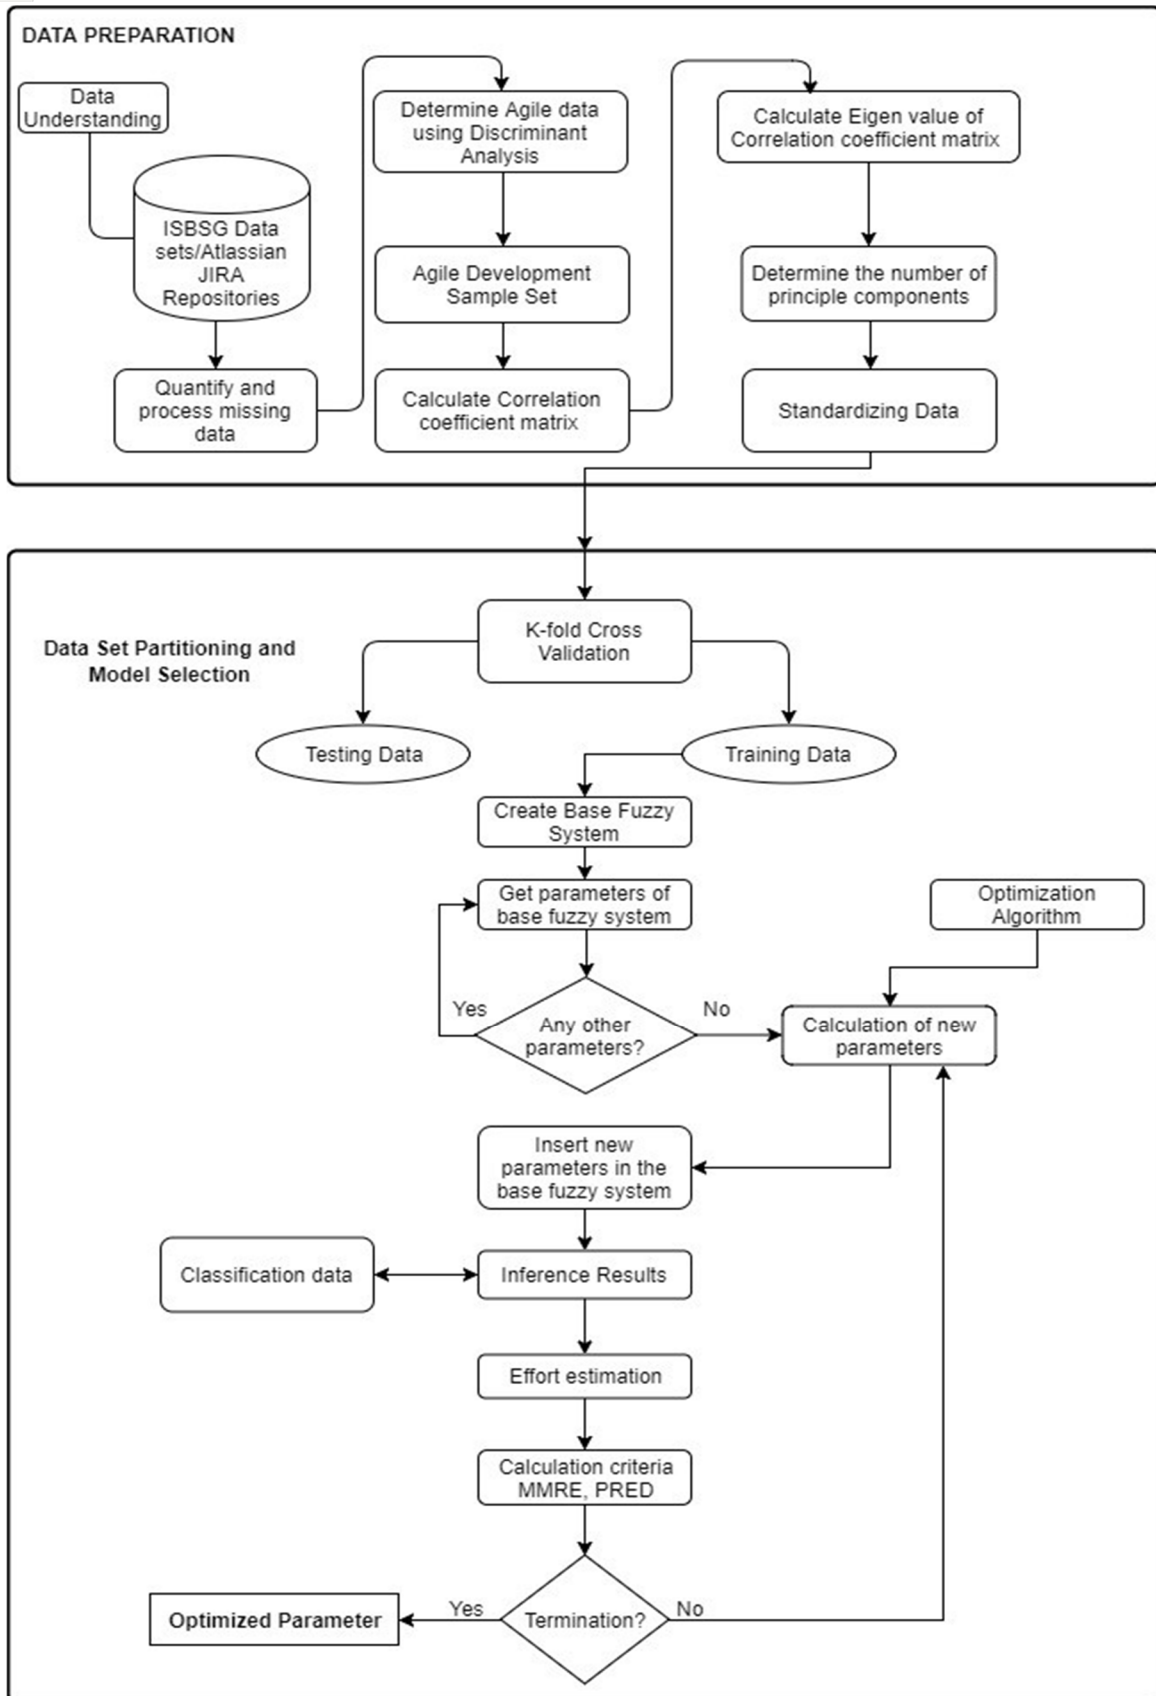 DATA PREPARATION
Data
Understanding
ISBSG Data
sets/Atlassian
JIRA
Repositories
Quantify and
process missing
data
Determine Agile data
using Discriminant
Analysis
Agile Development
Sample Set
Calculate Correlation
coefficient matrix
Calculate Eigen value of
Correlation coefficient matrix
Determine the number of
principle components
Standardizing Data
Data Set Partitioning and
Model Selection
K-fold Cross
Validation
Testing Data
Training Data
Create Base Fuzzy
System
Get parameters of
base fuzzy system
Optimization
Algorithm
Yes
Any other
parameters?
No
Calculation of new
parameters
Insert new
parameters in the
base fuzzy system
Classification data
Inference Results
Effort estimation
Calculation criteria
MMRE, PRED
Optimized Parameter
Yes
Termination?
No